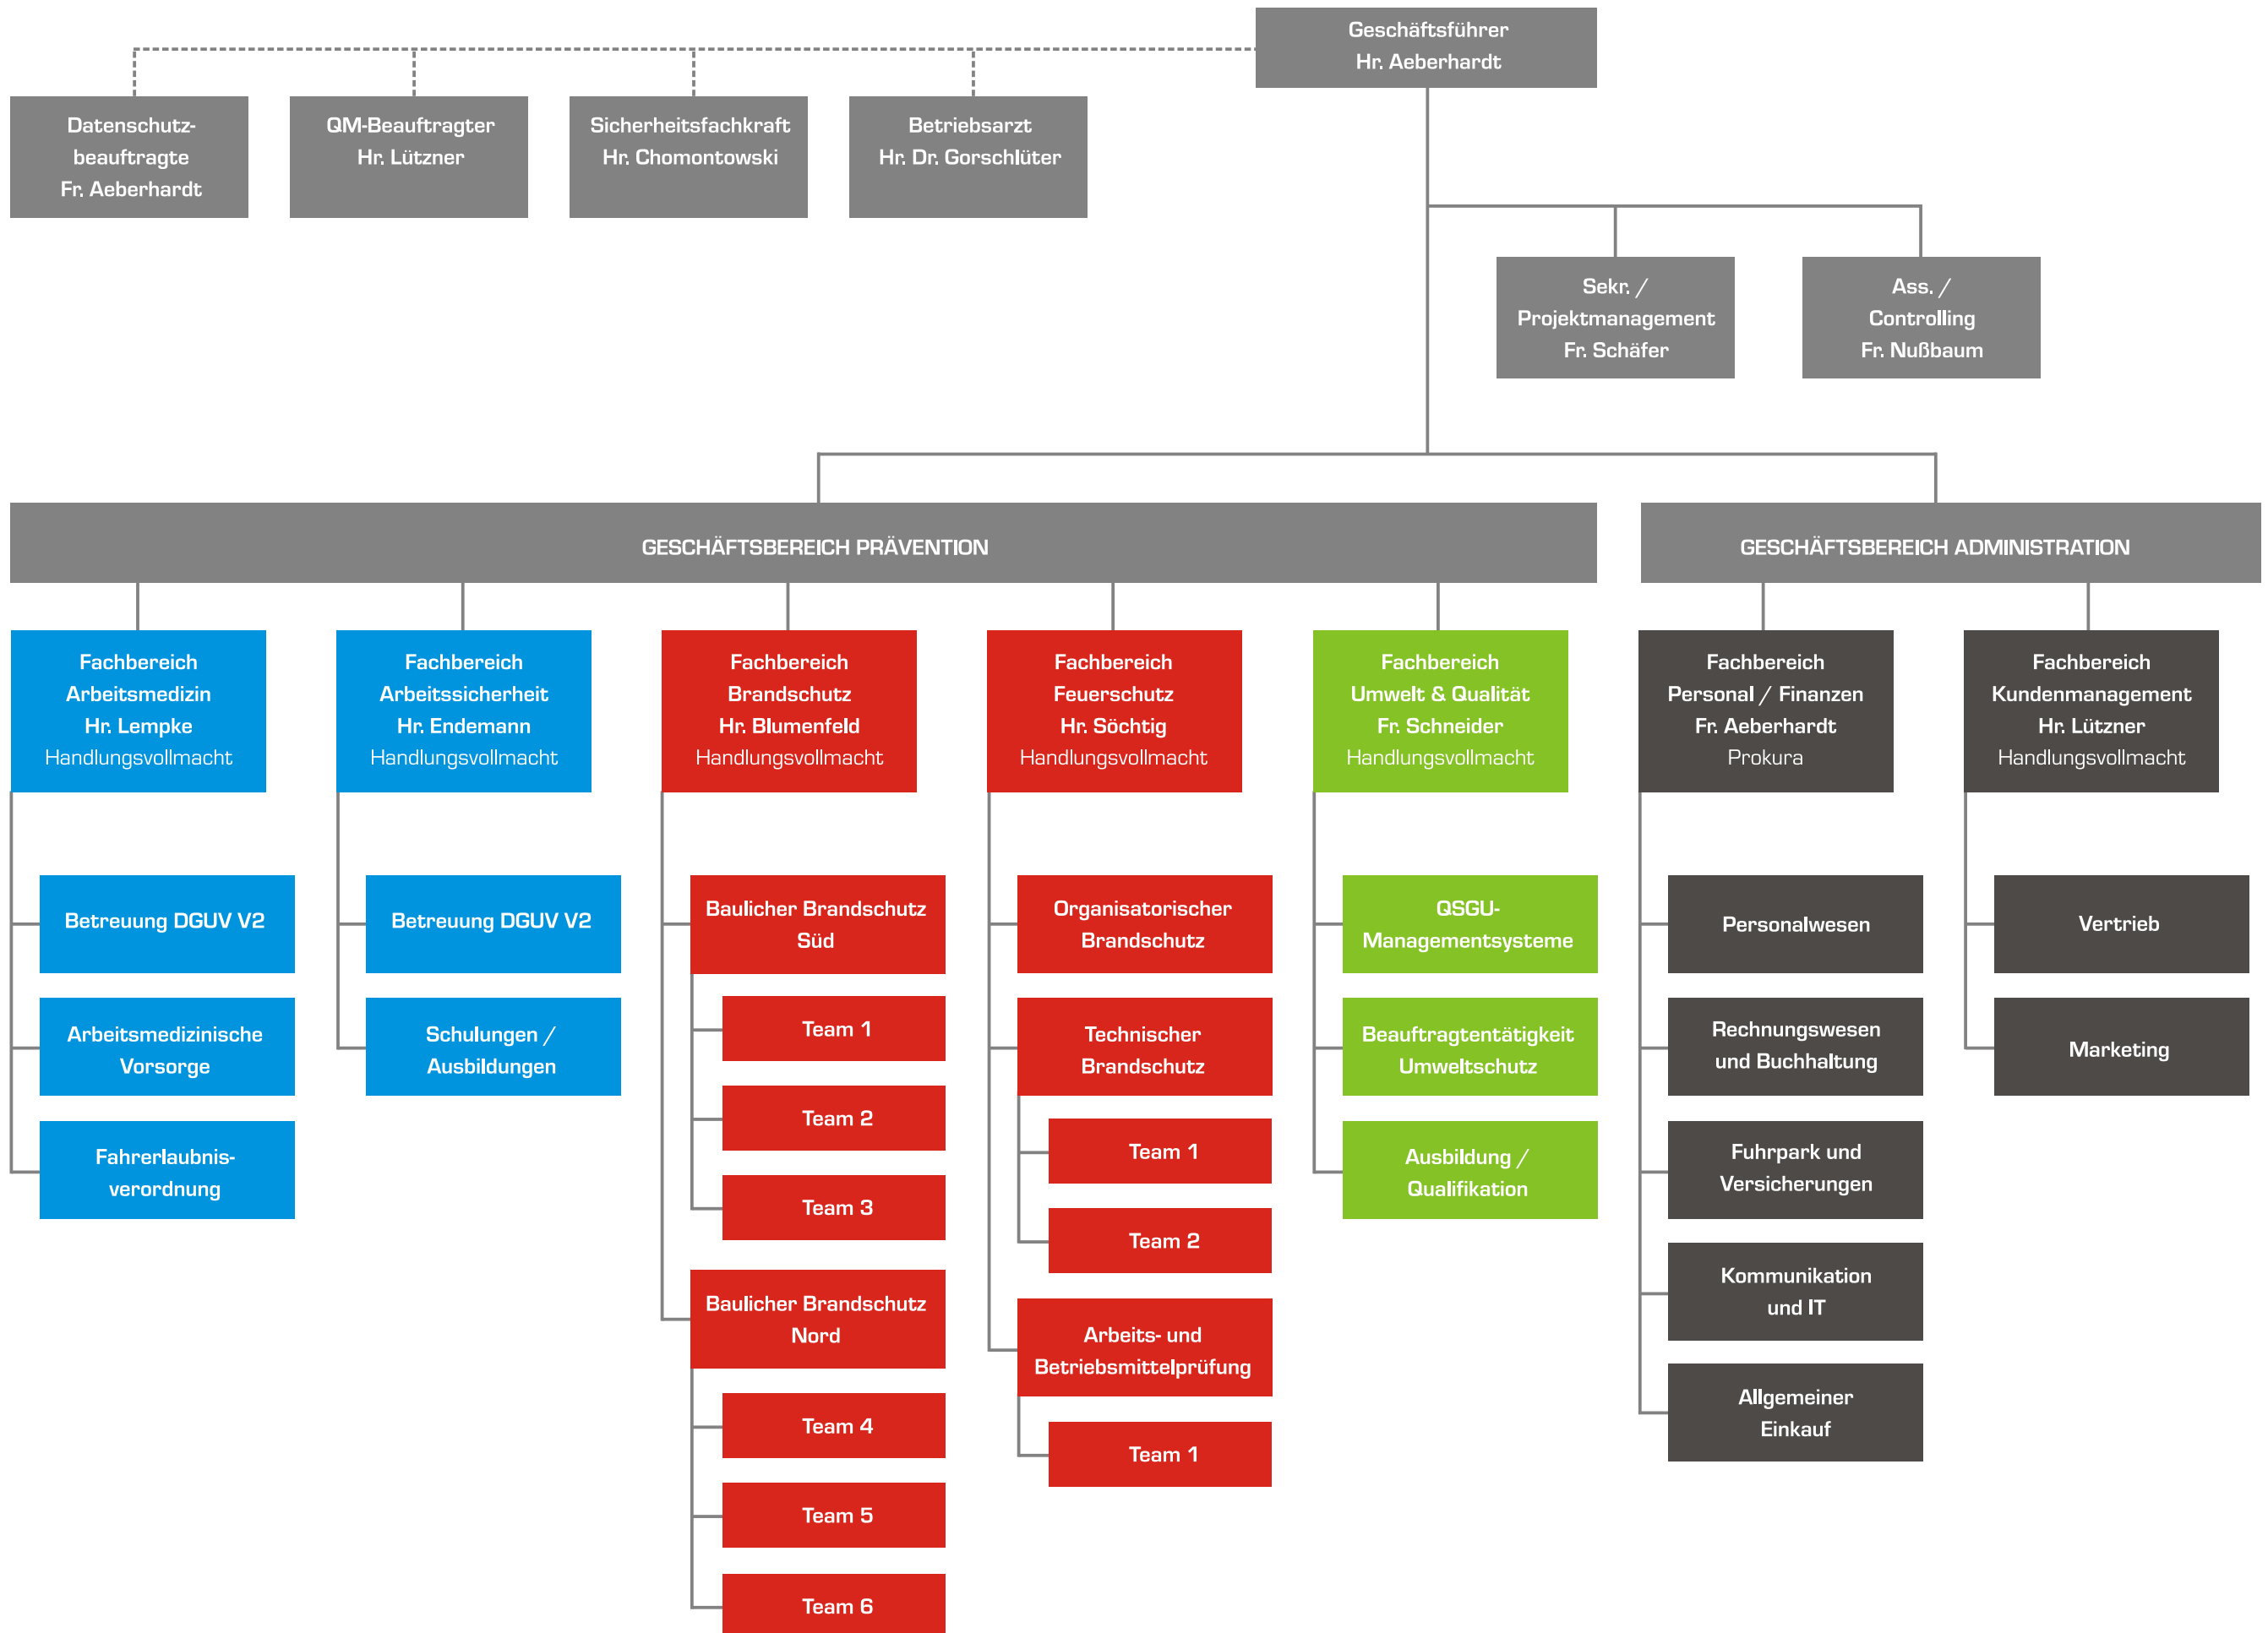 Geschäftsführer
Hr. Aeberhardt
Datenschutz-
beauftragte
Fr. Aeberhardt
QM-Beauftragter
Hr. Lützner
Sicherheitsfachkraft
Hr. Chomontowski
Betriebsarzt
Hr. Dr. Gorschlüter
Sekr. /
Projektmanagement
Fr. Schäfer
Ass. /
Controlling
Fr. Nußbaum
GESCHÄFTSBEREICH PRÄVENTION
GESCHÄFTSBEREICH ADMINISTRATION
Fachbereich
Arbeitsmedizin
Hr. Lempke
Handlungsvollmacht
Betreuung DGUV V2
Arbeitsmedizinische
Vorsorge
Fahrerlaubnis-
verordnung
Fachbereich
Arbeitssicherheit
Hr. Endemann
Handlungsvollmacht
Betreuung DGUV V2
Schulungen /
Ausbildungen
Fachbereich
Brandschutz
Hr. Blumenfeld
Handlungsvollmacht
Baulicher Brandschutz
Süd
Team 1
Team 2
Team 3
Baulicher Brandschutz
Nord
Team 4
Team 5
Team 6
Fachbereich
Feuerschutz
Hr. Söchtig
Handlungsvollmacht
Organisatorischer
Brandschutz
Technischer
Brandschutz
Team 1
Team 2
Arbeits- und
Betriebsmittelprüfung
Team 1
Fachbereich
Umwelt & Qualität
Fr. Schneider
Handlungsvollmacht
QSGU-
Managementsysteme
Beauftragtentätigkeit
Umweltschutz
Ausbildung /
Qualifikation
Fachbereich
Personal / Finanzen
Fr. Aeberhardt
Prokura
Personalwesen
Rechnungswesen
und Buchhaltung
Fuhrpark und
Versicherungen
Kommunikation
und IT
Allgemeiner
Einkauf
Fachbereich
Kundenmanagement
Hr. Lützner
Handlungsvollmacht
Vertrieb
Marketing